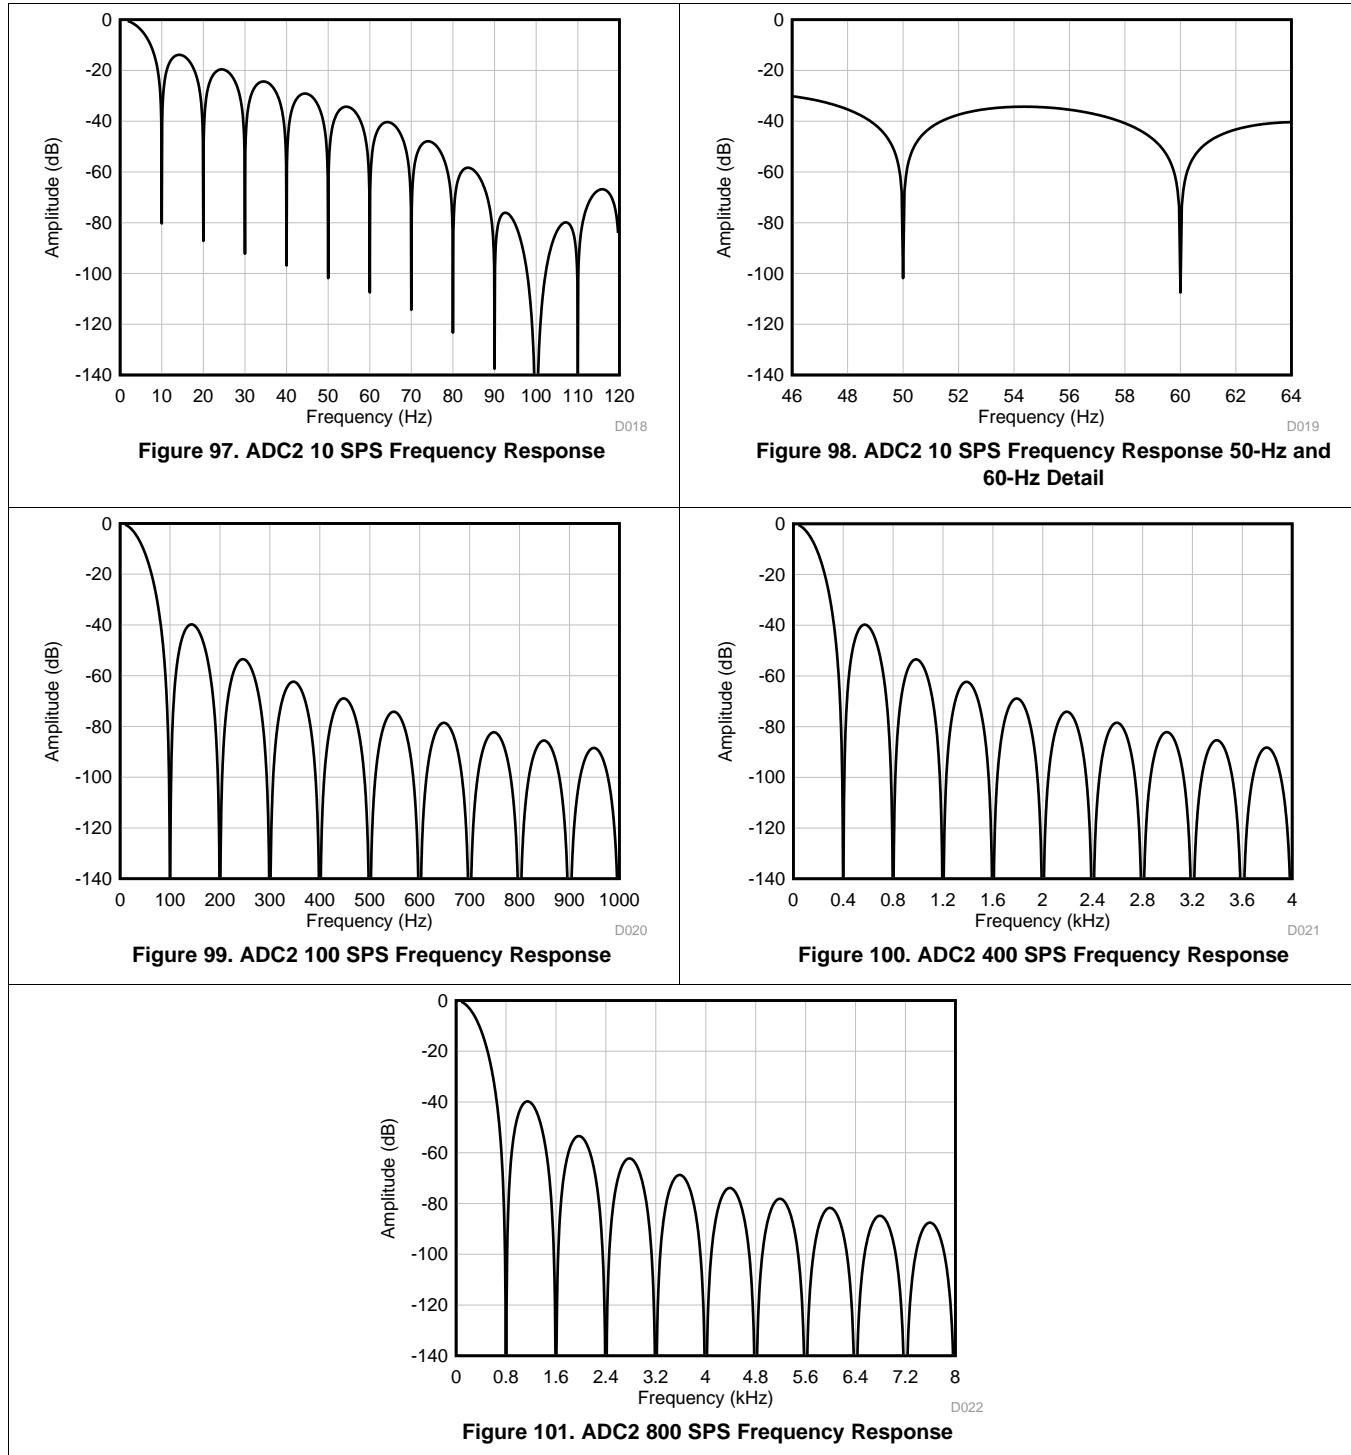 0
-20
-40
-60
-80
-100
-120
-140
Amplitude (dB)
0 10 20 30 40 50 60 70 80 90 100 110 120
Frequency (Hz)
D018
Figure 97. ADC2 10 SPS Frequency Response
0
-20
-40
-60
-80
-100
-120
-140
Amplitude (dB)
46 48 50 52 54 56 58 60 62 64
Frequency (Hz)
D019
Figure 98. ADC2 10 SPS Frequency Response 50-Hz and
60-Hz Detail
0
-20
-40
-60
-80
-100
-120
-140
Amplitude (dB)
0 100 200 300 400 500 600 700 800 900 1000
Frequency (Hz)
D020
Figure 99. ADC2 100 SPS Frequency Response
0
-20
-40
-60
-80
-100
-120
-140
Amplitude (dB)
0 0.4 0.8 1.2 1.6 2 2.4 2.8 3.2 3.6 4
Frequency (kHz)
D021
Figure 100. ADC2 400 SPS Frequency Response
0
-20
-40
-60
-80
-100
-120
-140
Amplitude (dB)
0 0.8 1.6 2.4 3.2 4 4.8 5.6 6.4 7.2 8
Frequency (kHz)
D022
Figure 101. ADC2 800 SPS Frequency Response